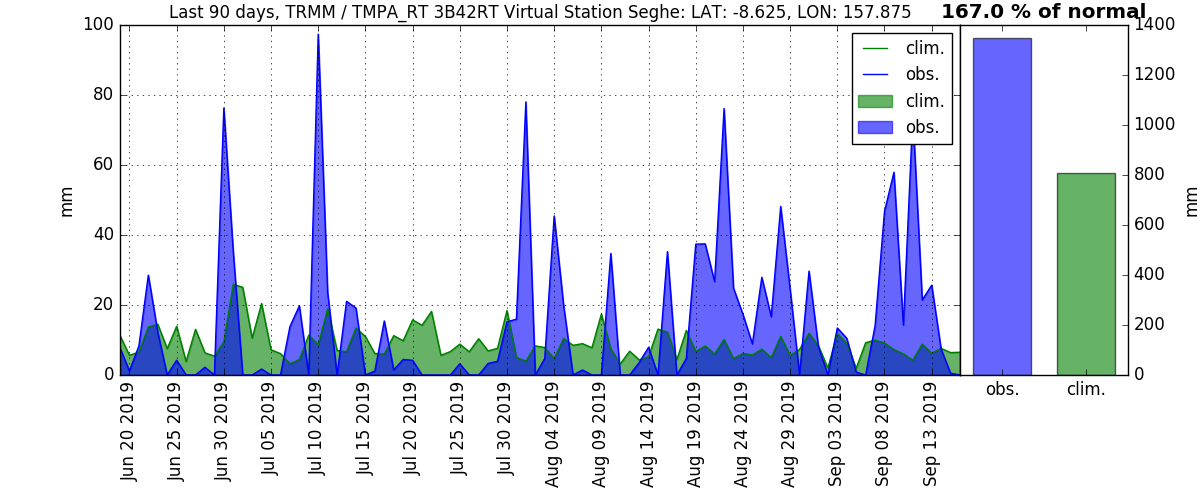 Last 90 days, TRMM / TMPA_RT 3B42RT Virtual Station Seghe: LAT: -8.625, LON: 157.875
167.0 % of normal
100
80
60
40
20
0
mm
clim.
obs.
clim.
obs.
Jun 20 2019
Jun 25 2019
Jun 30 2019
Jul 05 2019
Jul 10 2019
Jul 15 2019
Jul 20 2019
Jul 25 2019
Jul 30 2019
Aug 04 2019
Aug 09 2019
Aug 14 2019
Aug 19 2019
Aug 24 2019
Aug 29 2019
Sep 03 2019
Sep 08 2019
Sep 13 2019
1400
1200
1000
800
600
400
200
0
mm
obs.
clim.